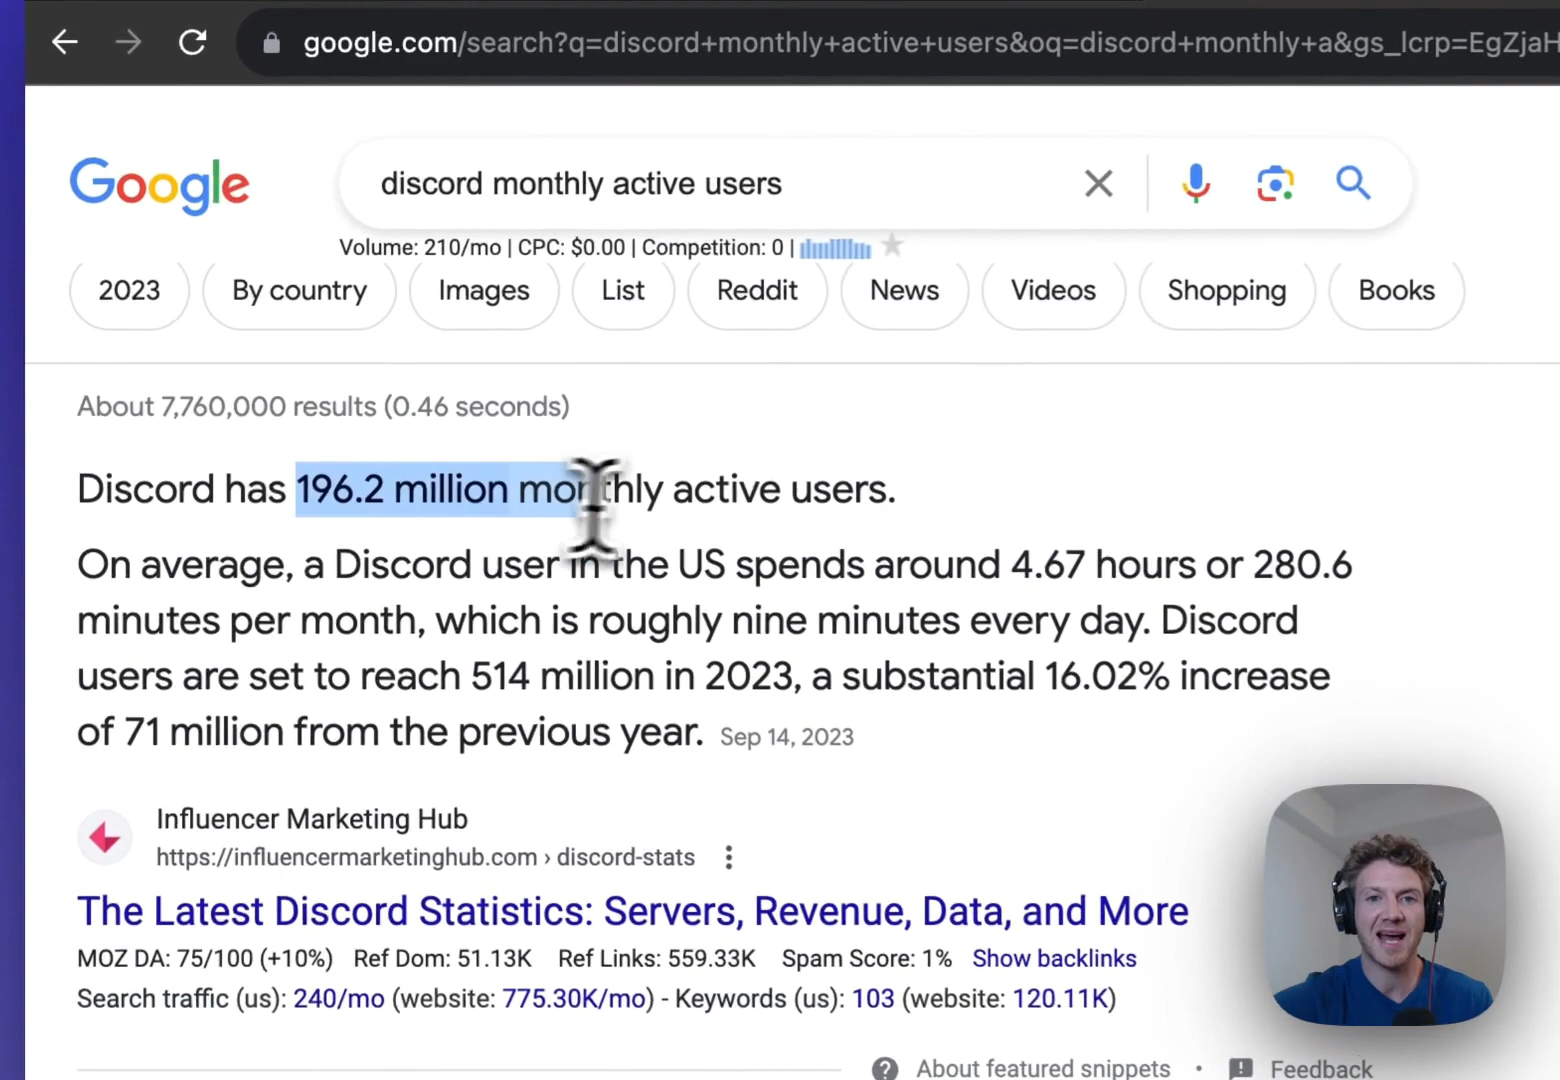 google.com/search?q=discord+monthly+active+users&oq=discord+monthly+a&gs_lcrp=EgZjaH
Google
discord monthly active users
Volume: 210/mo | CPC: $0.00 | Competition: 0 |
2023
By country
Images
List
Reddit
News
Videos
Shopping
Books
About 7,760,000 results (0.46 seconds)
Discord has 196.2 million monthly active users.
On average, a Discord user in the US spends around 4.67 hours or 280.6
minutes per month, which is roughly nine minutes every day. Discord
users are set to reach 514 million in 2023, a substantial 16.02% increase
of 71 million from the previous year. Sep 14, 2023
Influencer Marketing Hub
https://influencermarketinghub.com › discord-stats
The Latest Discord Statistics: Servers, Revenue, Data, and More
MOZ DA: 75/100 (+10%) Ref Dom: 51.13K Ref Links: 559.33K Spam Score: 1% Show backlinks
Search traffic (us): 240/mo (website: 775.30K/mo) - Keywords (us): 103 (website: 120.11K)
About featured snippets • Feedback